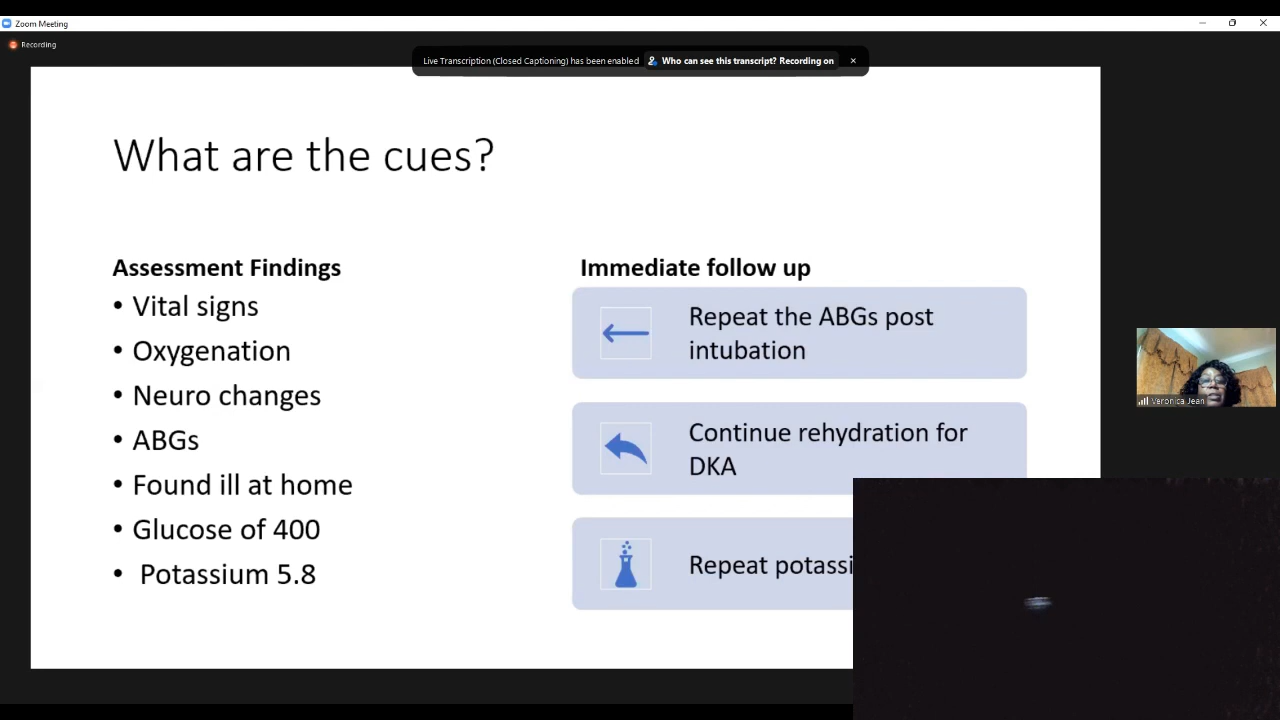 Zoom Meeting
Recording
Live Transcription (Closed Captioning) has been enabled Who can see this transcript? Recording on
What are the cues?
Assessment Findings
• Vital signs
• Oxygenation
• Neuro changes
• ABGs
• Found ill at home
• Glucose of 400
• Potassium 5.8
Immediate follow up
Repeat the ABGs post
intubation
Continue rehydration for
DKA
Repeat potassi
Veronica Jean